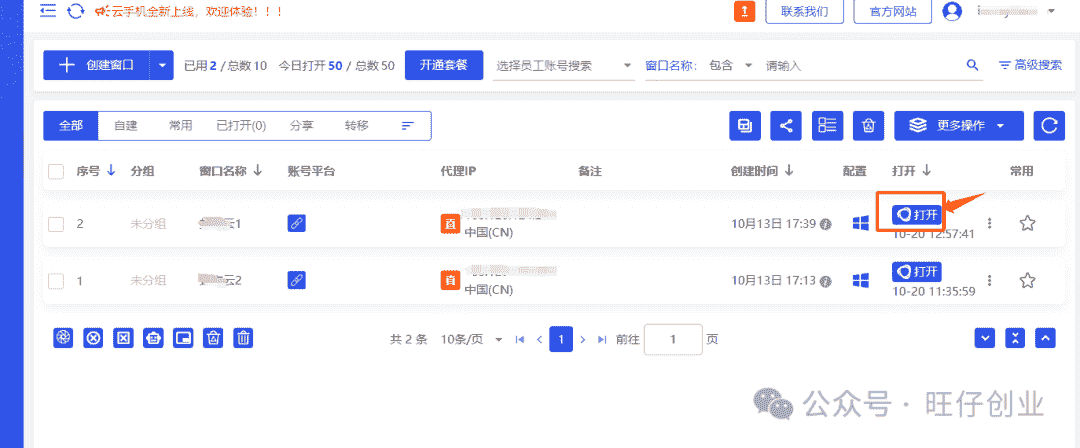 云手机全新上线，欢迎体验！！！
联系我们 官方网站
创建窗口 已用 2 / 总数 10 今日打开 50 / 总数 50 开通套餐 选择员工账号搜索 窗口名称: 包含 请输入 高级搜索
全部 自建 常用 已打开(0) 分享 转移 更多操作
序号 分组 窗口名称 账号平台 代理IP 备注 创建时间 配置 打开 常用
2 未分组 云1 中国(CN) 10月13日 17:39 打开
10-20 12:57:41
1 未分组 云2 中国(CN) 10月13日 17:13 打开
10-20 11:35:59
共 2 条 10条/页 1 前往 1 页
公众号 · 旺仔创业